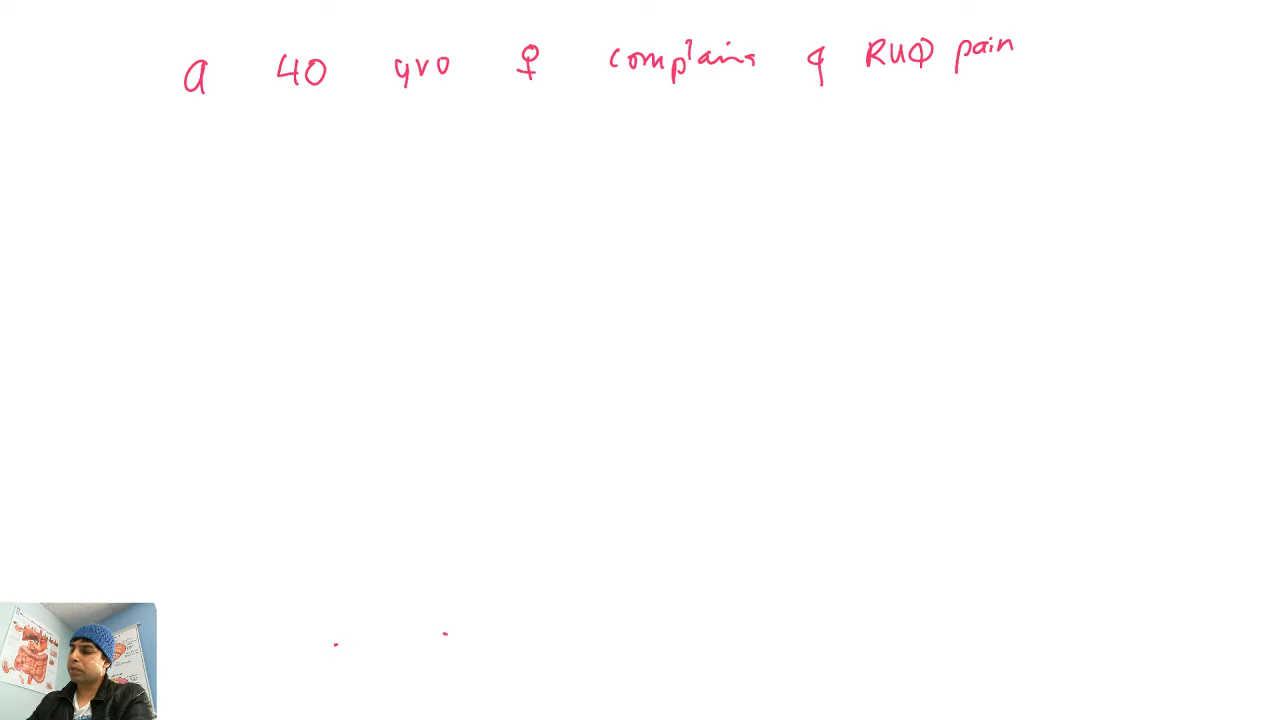 a 40 yro ♀ complains of RUQ pain